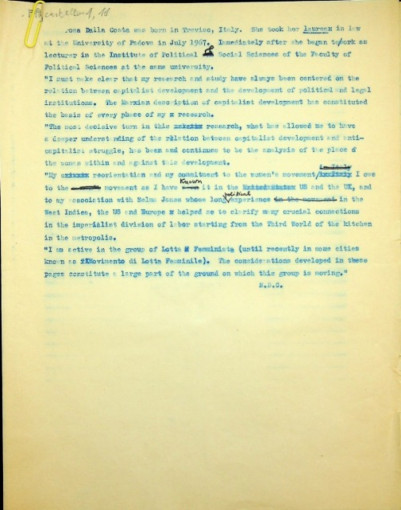 osa Dalla Costa was born in Treviso, Italy. She took her laurea in law
at the University of Padova in July 1967. Immediately after she began to work as
lecturer in the Institute of Political Social Sciences of the Faculty of
Political Sciences at the same university.
"I must make clear that my research and study have always been centered on the
relation between capitalist development and the development of political and legal
institutions. The Marxian description of capitalist development has constituted
the basis of every phase of my research.
"The most decisive turn in this research, what has allowed me to have
a deeper understanding of the relation between capitalist development and anti-
capitalist struggle, has been and continues to be the analysis of the place of
the woman within and against this development.
in Italy
"My reorientation and my commitment to the women's movement I owe
Known
to the movement as I have it in the US and the UK, and
political
to my association with Selma James whose long experience in the movement in the
West Indies, the US and Europe helped me to clarify many crucial connections
in the imperialist division of labor starting from the Third World of the kitchen
in the metropolis.
"I am active in the group of Lotta Femminista (until recently in some cities
known as Movimento di Lotta Femminile). The considerations developed in these
pages constitute a large part of the ground on which this group is moving."
M.D.C.